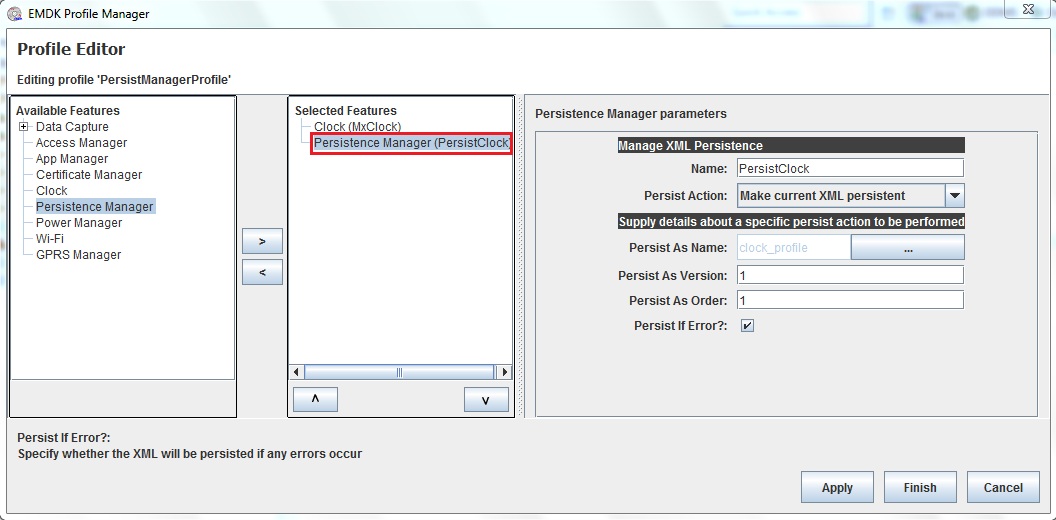 EMDK Profile Manager
Profile Editor
Editing profile 'PersistManagerProfile'
Available Features
Data Capture
Access Manager
App Manager
Certificate Manager
Clock
Persistence Manager
Power Manager
Wi-Fi
GPRS Manager
>
<
Selected Features
Clock (MxClock)
Persistence Manager (PersistClock)
˄
˅
Persistence Manager parameters
Manage XML Persistence
Name: PersistClock
Persist Action: Make current XML persistent
Supply details about a specific persist action to be performed
Persist As Name: clock_profile ...
Persist As Version: 1
Persist As Order: 1
Persist If Error?:
Persist If Error?:
Specify whether the XML will be persisted if any errors occur
Apply Finish Cancel